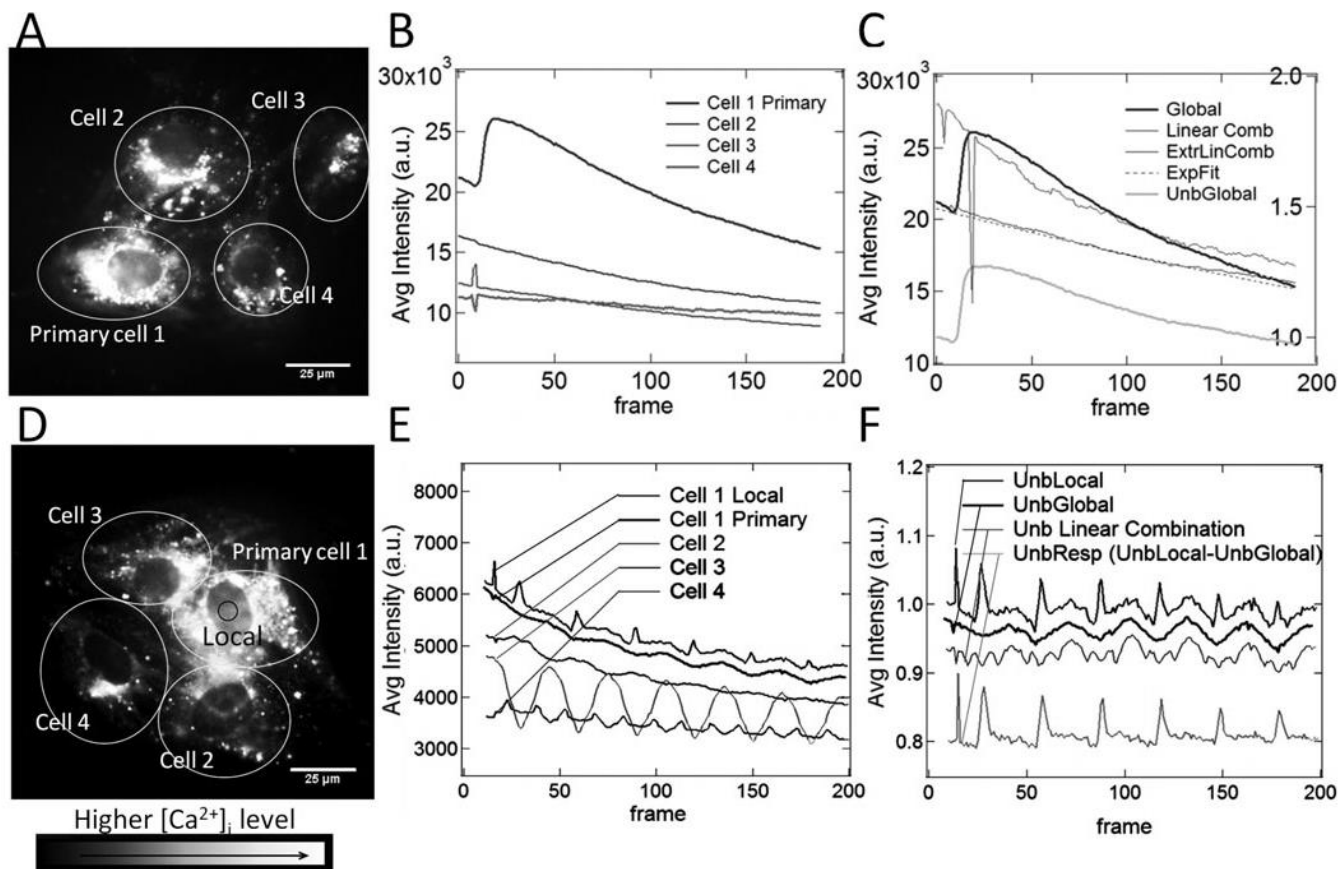 A
Cell 2
Cell 3
Primary cell 1
Cell 4
25 µm
B
30x10³
25
20
15
10
Avg Intensity (a.u.)
0 50 100 150 200
frame
Cell 1 Primary
Cell 2
Cell 3
Cell 4
C
30x10³
25
20
15
10
Avg Intensity (a.u.)
2.0
1.5
1.0
0 50 100 150 200
frame
Global
Linear Comb
ExtrLinComb
ExpFit
UnbGlobal
D
Cell 3
Primary cell 1
Local
Cell 4
Cell 2
25 µm
Higher [Ca²⁺]ᵢ level
E
8000
7000
6000
5000
4000
3000
Avg Intensity (a.u.)
0 50 100 150 200
frame
Cell 1 Local
Cell 1 Primary
Cell 2
Cell 3
Cell 4
F
1.2
1.1
1.0
0.9
0.8
Avg Intensity (a.u.)
0 50 100 150 200
frame
UnbLocal
UnbGlobal
Unb Linear Combination
UnbResp (UnbLocal-UnbGlobal)